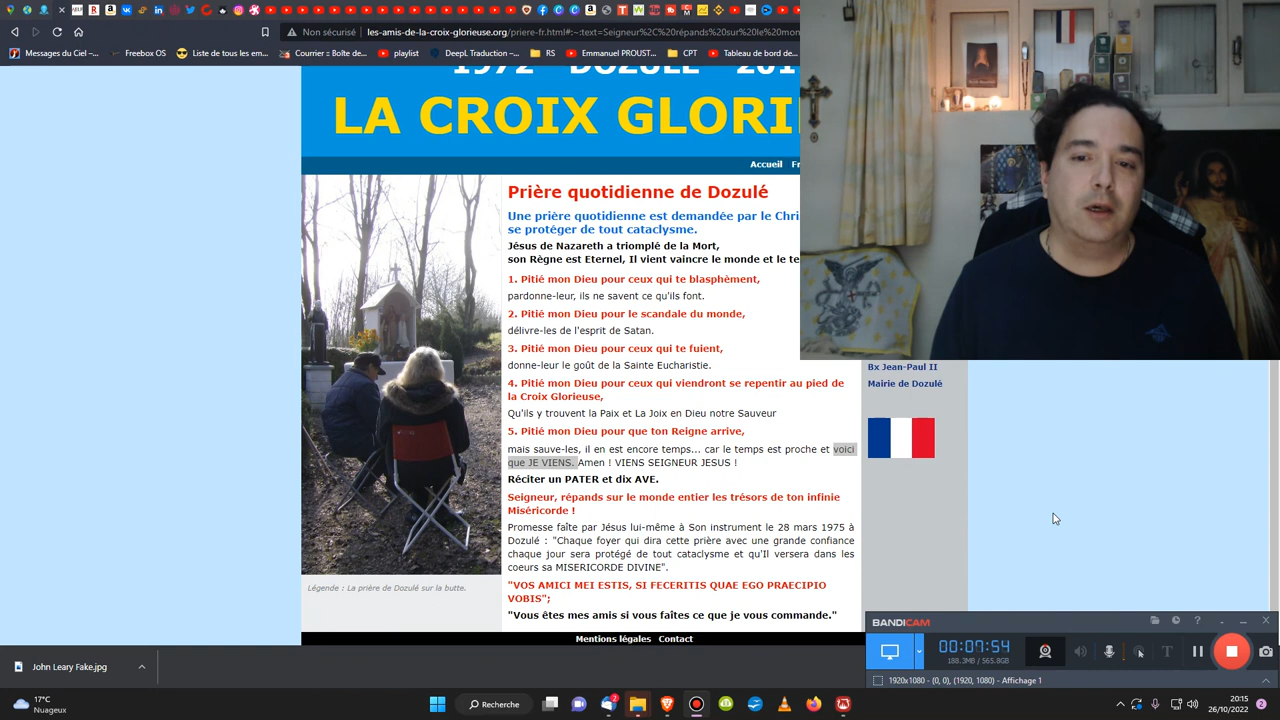 Non sécurisé
les-amis-de-la-croix-glorieuse.org/priere-fr.html#:~:text=Seigneur%2C%20répands%20sur%20le%20mon
Messages du Ciel -...
Freebox OS
Liste de tous les em...
Courrier :: Boîte de...
playlist
DeepL Traduction –...
RS
Emmanuel PROUST...
CPT
Tableau de bord de...
1972 DOZULÉ 201
LA CROIX GLORI
Accueil
Prière quotidienne de Dozulé
Une prière quotidienne est demandée par le Chri
se protéger de tout cataclysme.
Jésus de Nazareth a triomplé de la Mort,
son Règne est Eternel, Il vient vaincre le monde et le te
1. Pitié mon Dieu pour ceux qui te blasphèment,
pardonne-leur, ils ne savent ce qu'ils font.
2. Pitié mon Dieu pour le scandale du monde,
délivre-les de l'esprit de Satan.
3. Pitié mon Dieu pour ceux qui te fuient,
donne-leur le goût de la Sainte Eucharistie.
4. Pitié mon Dieu pour ceux qui viendront se repentir au pied de
la Croix Glorieuse,
Qu'ils y trouvent la Paix et La Joix en Dieu notre Sauveur
5. Pitié mon Dieu pour que ton Reigne arrive,
mais sauve-les, il en est encore temps... car le temps est proche et voici
que JE VIENS. Amen ! VIENS SEIGNEUR JESUS !
Réciter un PATER et dix AVE.
Seigneur, répands sur le monde entier les trésors de ton infinie
Miséricorde !
Promesse faîte par Jésus lui-même à Son instrument le 28 mars 1975 à
Dozulé : "Chaque foyer qui dira cette prière avec une grande confiance
chaque jour sera protégé de tout cataclysme et qu'Il versera dans les
coeurs sa MISERICORDE DIVINE".
"VOS AMICI MEI ESTIS, SI FECERITIS QUAE EGO PRAECIPIO
VOBIS";
"Vous êtes mes amis si vous faîtes ce que je vous commande."
Légende : La prière de Dozulé sur la butte.
Bx Jean-Paul II
Mairie de Dozulé
Mentions légales Contact
BANDICAM
00:07:54
188.3MB / 565.8GB
1920x1080 - (0, 0), (1920, 1080) - Affichage 1
John Leary Fake.jpg
17°C
Nuageux
Recherche
2
20:15
26/10/2022
2